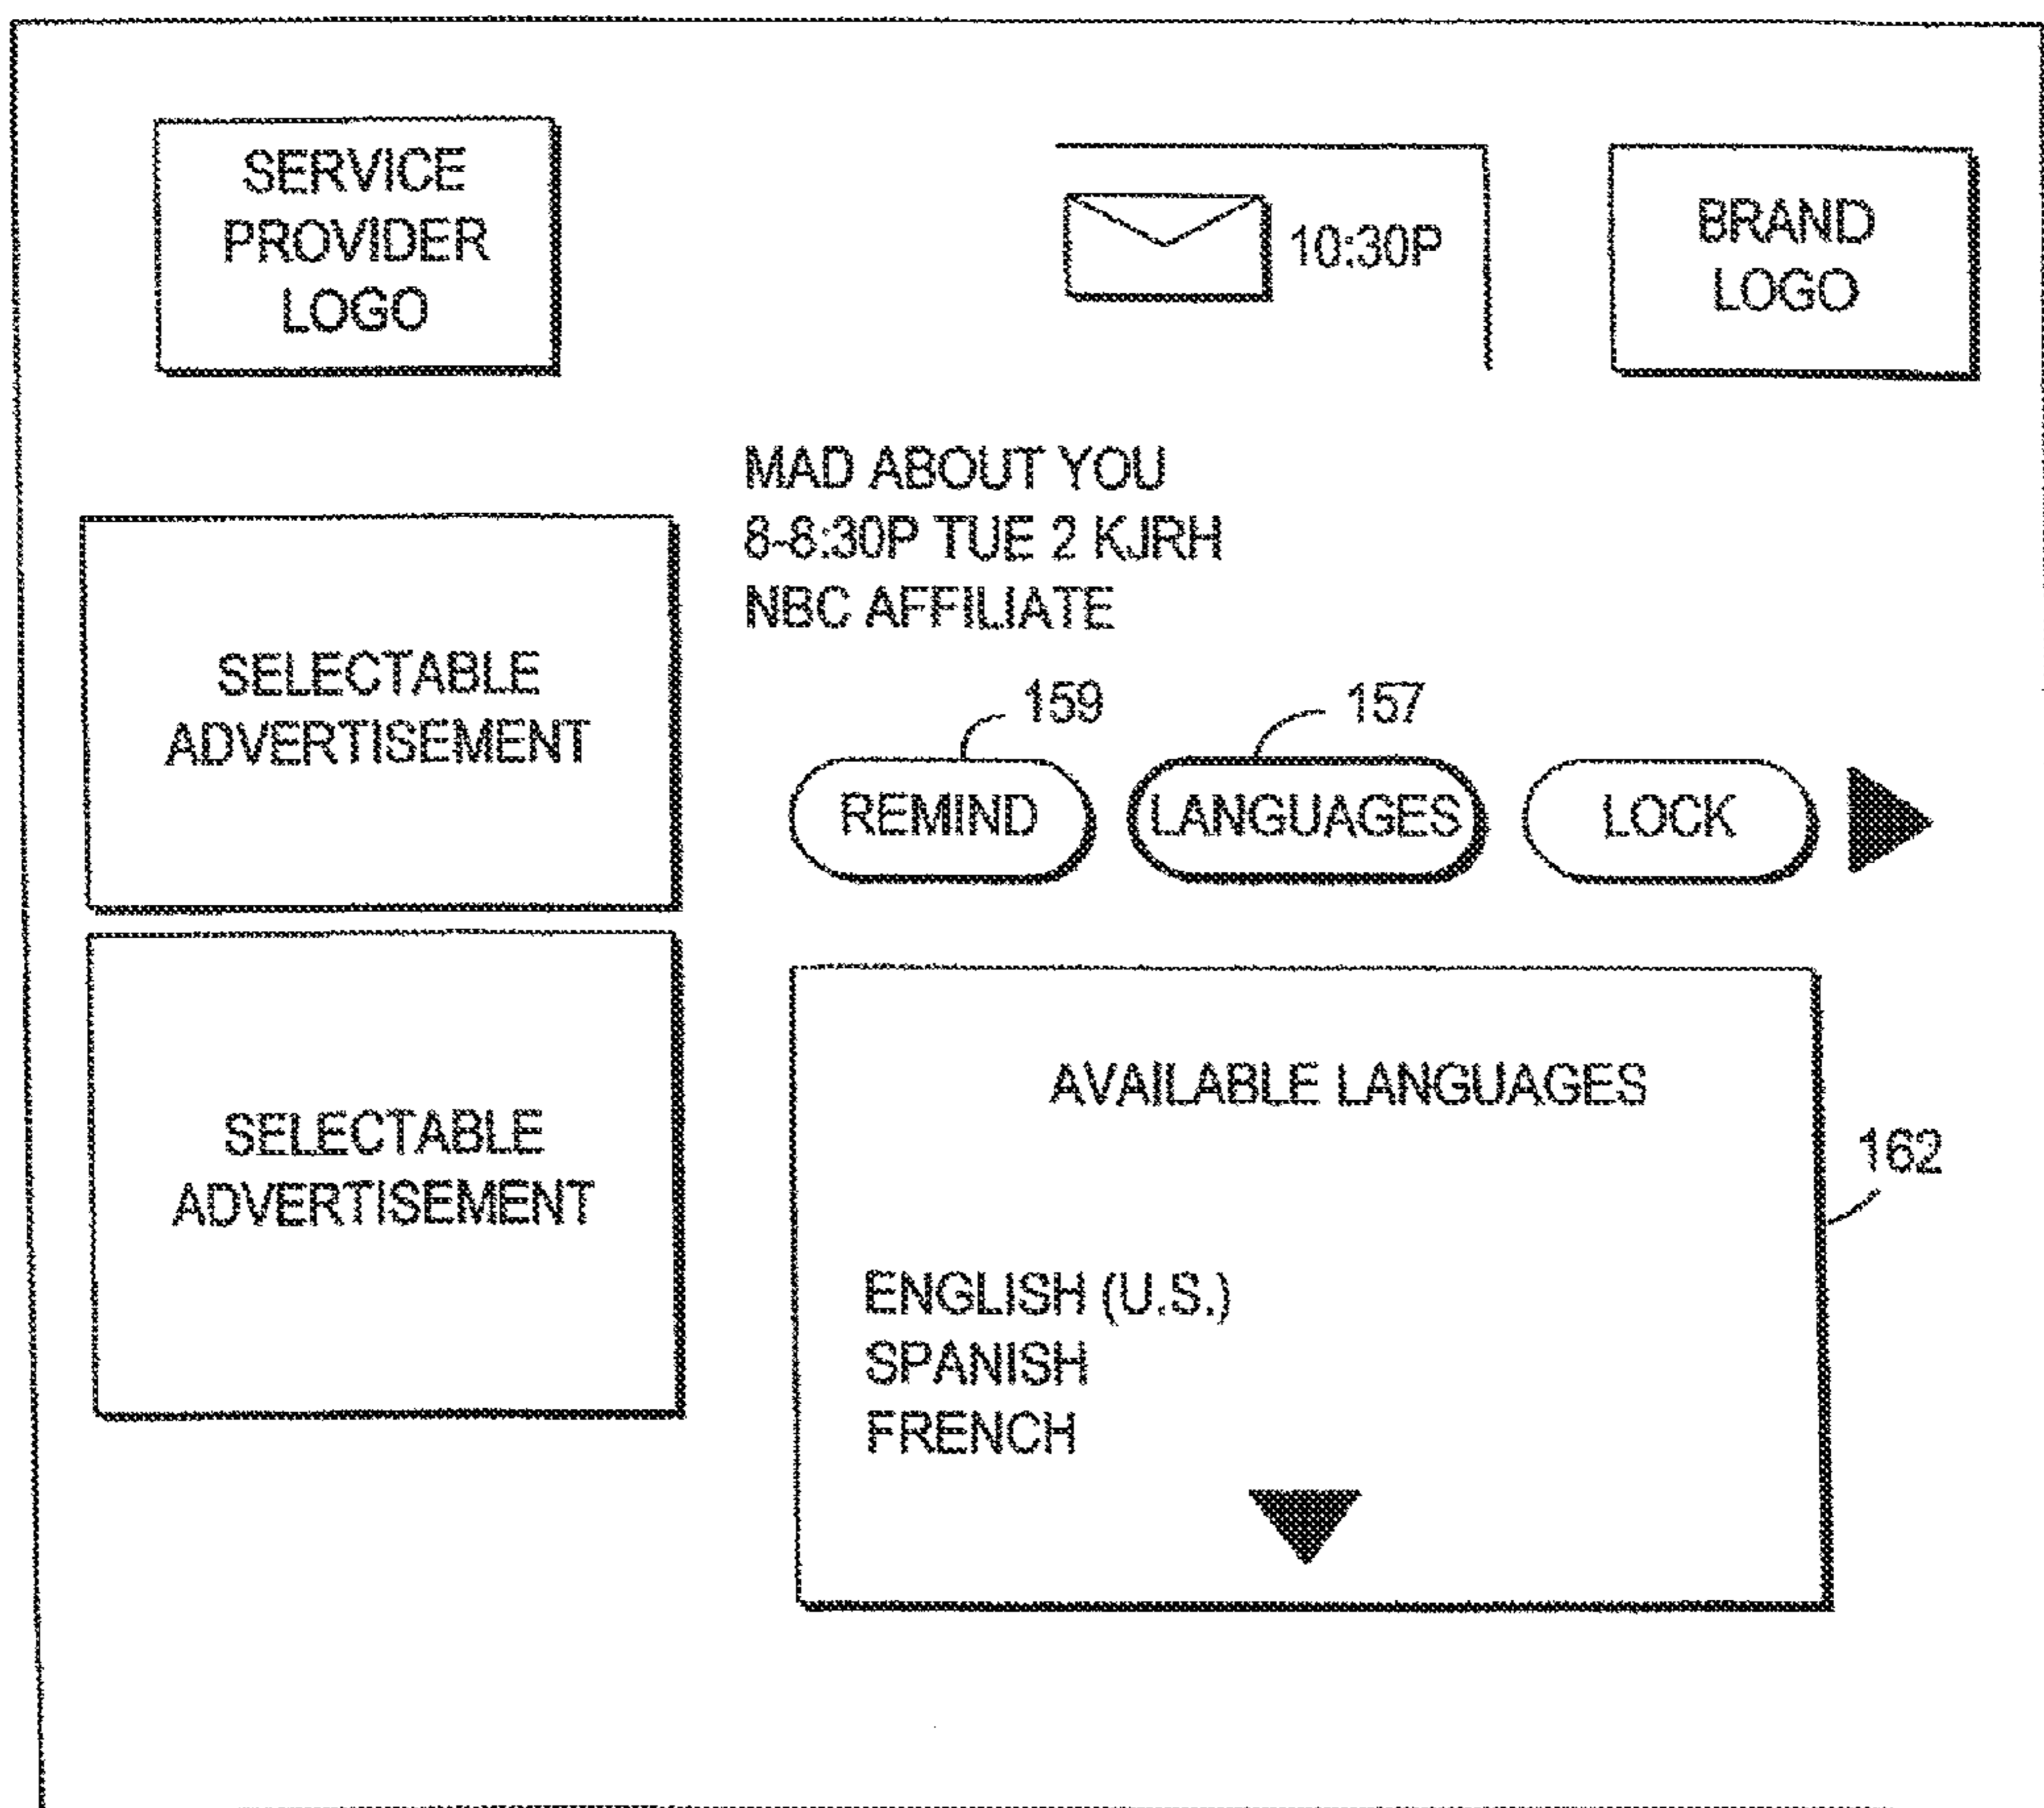 SERVICE
PROVIDER
LOGO
10:30P
BRAND
LOGO
MAD ABOUT YOU
8-8:30P TUE 2 KJRH
NBC AFFILIATE
SELECTABLE
ADVERTISEMENT
159
157
REMIND
LANGUAGES
LOCK
SELECTABLE
ADVERTISEMENT
AVAILABLE LANGUAGES
162
ENGLISH (U.S.)
SPANISH
FRENCH